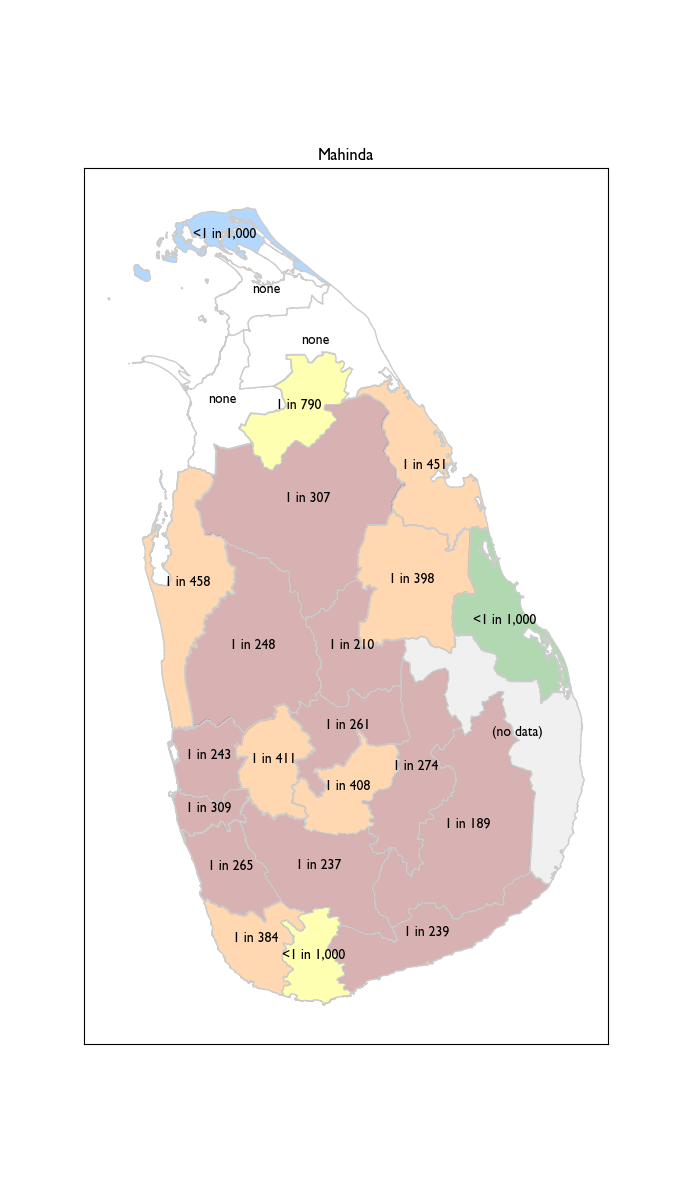 Mahinda
<1 in 1,000
none
none
none
1 in 790
1 in 451
1 in 307
1 in 398
1 in 458
<1 in 1,000
1 in 248
1 in 210
1 in 261
(no data)
1 in 243
1 in 411
1 in 274
1 in 408
1 in 309
1 in 189
1 in 265
1 in 237
1 in 239
1 in 384
<1 in 1,000